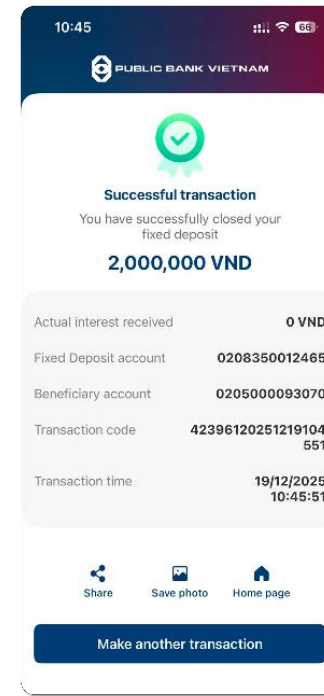 10:45
66
PUBLIC BANK VIETNAM
Successful transaction
You have successfully closed your
fixed deposit
2,000,000 VND
Actual interest received 0 VND
Fixed Deposit account 0208350012465
Beneficiary account 0205000093070
Transaction code 42396120251219104
551
Transaction time 19/12/2025
10:45:51
Share Save photo Home page
Make another transaction